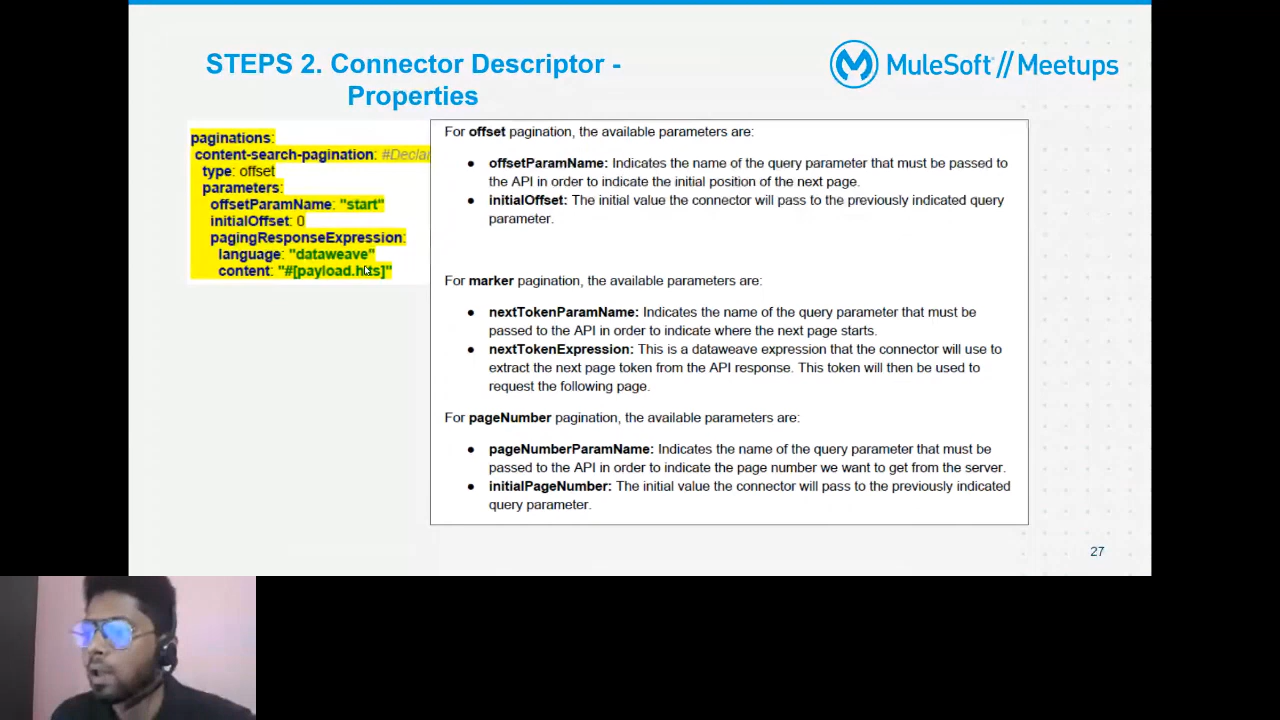 STEPS 2. Connector Descriptor -
Properties
MuleSoft // Meetups
paginations:
content-search-pagination: #Declar
type: offset
parameters:
offsetParamName: "start"
initialOffset: 0
pagingResponseExpression:
language: "dataweave"
content: "#[payload.hits]"
For offset pagination, the available parameters are:
● offsetParamName: Indicates the name of the query parameter that must be passed to
the API in order to indicate the initial position of the next page.
● initialOffset: The initial value the connector will pass to the previously indicated query
parameter.
For marker pagination, the available parameters are:
● nextTokenParamName: Indicates the name of the query parameter that must be
passed to the API in order to indicate where the next page starts.
● nextTokenExpression: This is a dataweave expression that the connector will use to
extract the next page token from the API response. This token will then be used to
request the following page.
For pageNumber pagination, the available parameters are:
● pageNumberParamName: Indicates the name of the query parameter that must be
passed to the API in order to indicate the page number we want to get from the server.
● initialPageNumber: The initial value the connector will pass to the previously indicated
query parameter.
27